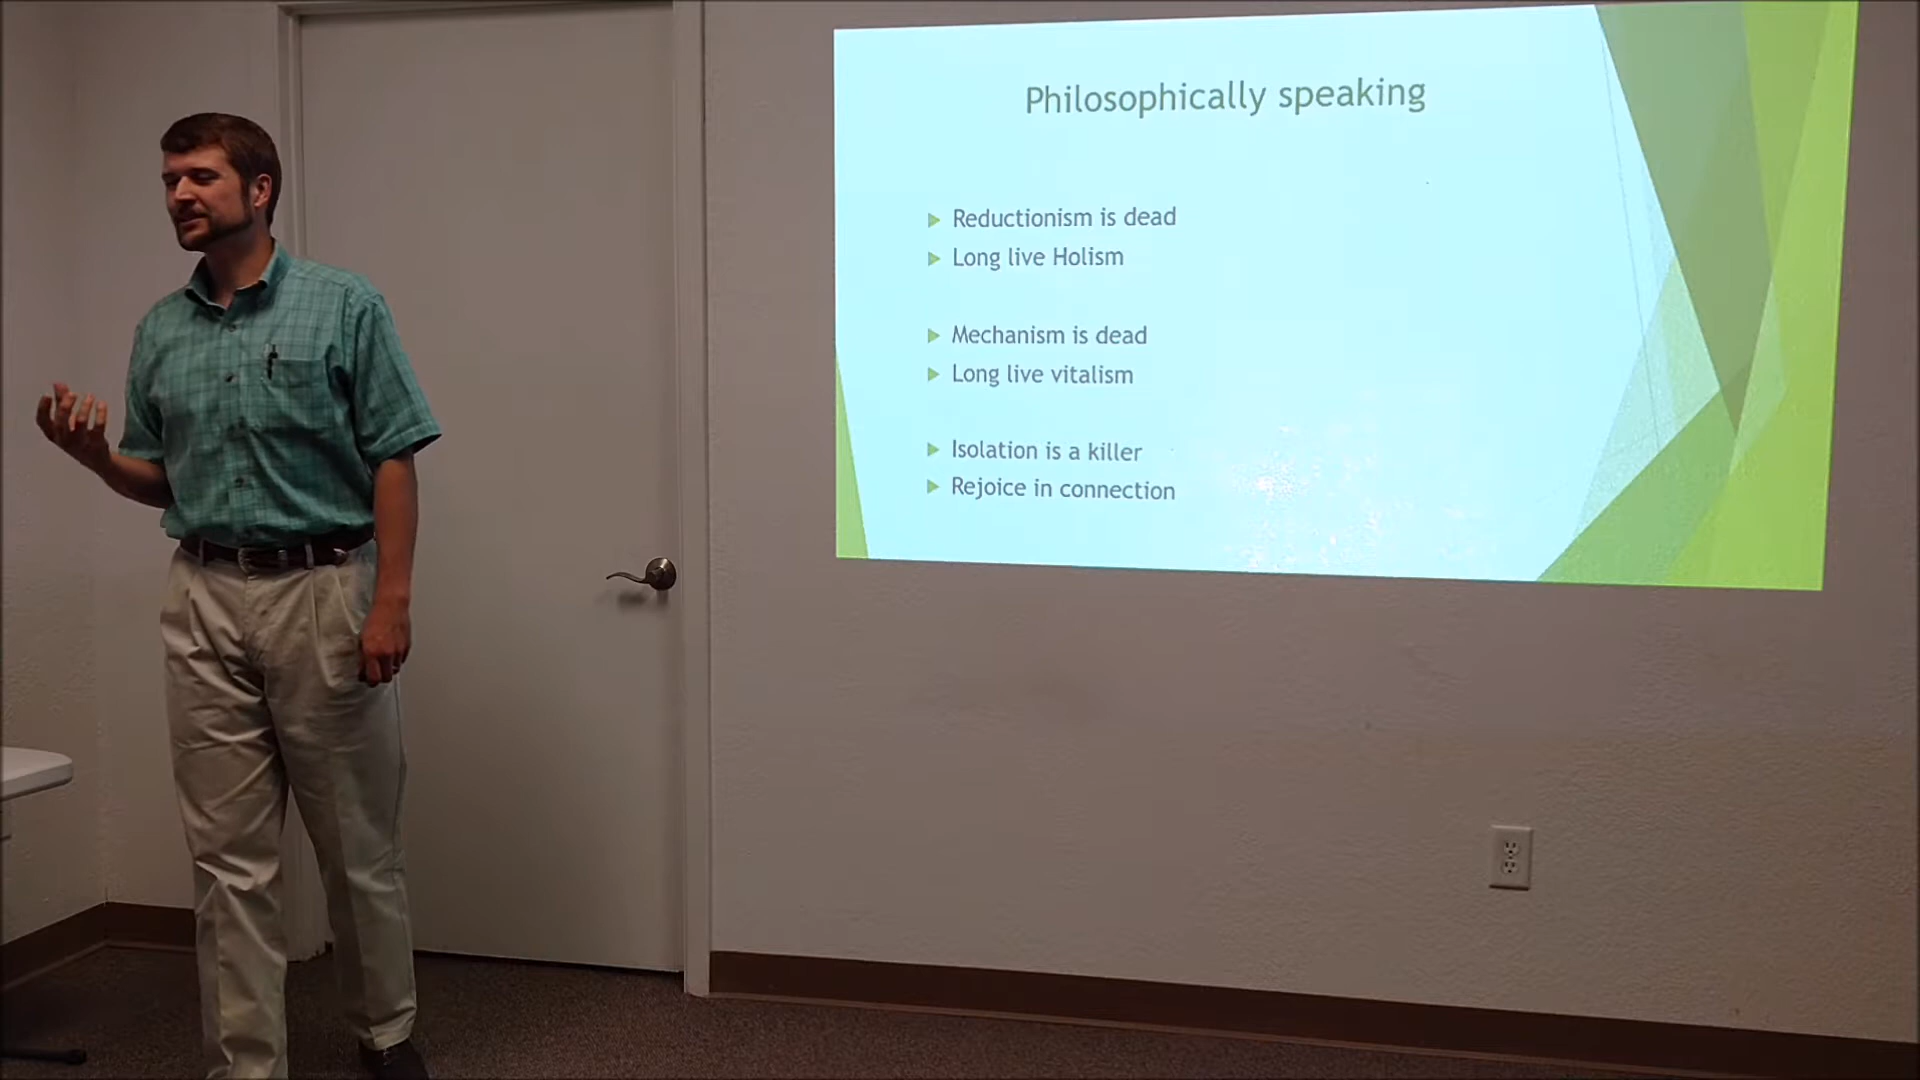 Philosophically speaking
Reductionism is dead
Long live Holism
Mechanism is dead
Long live vitalism
Isolation is a killer
Rejoice in connection